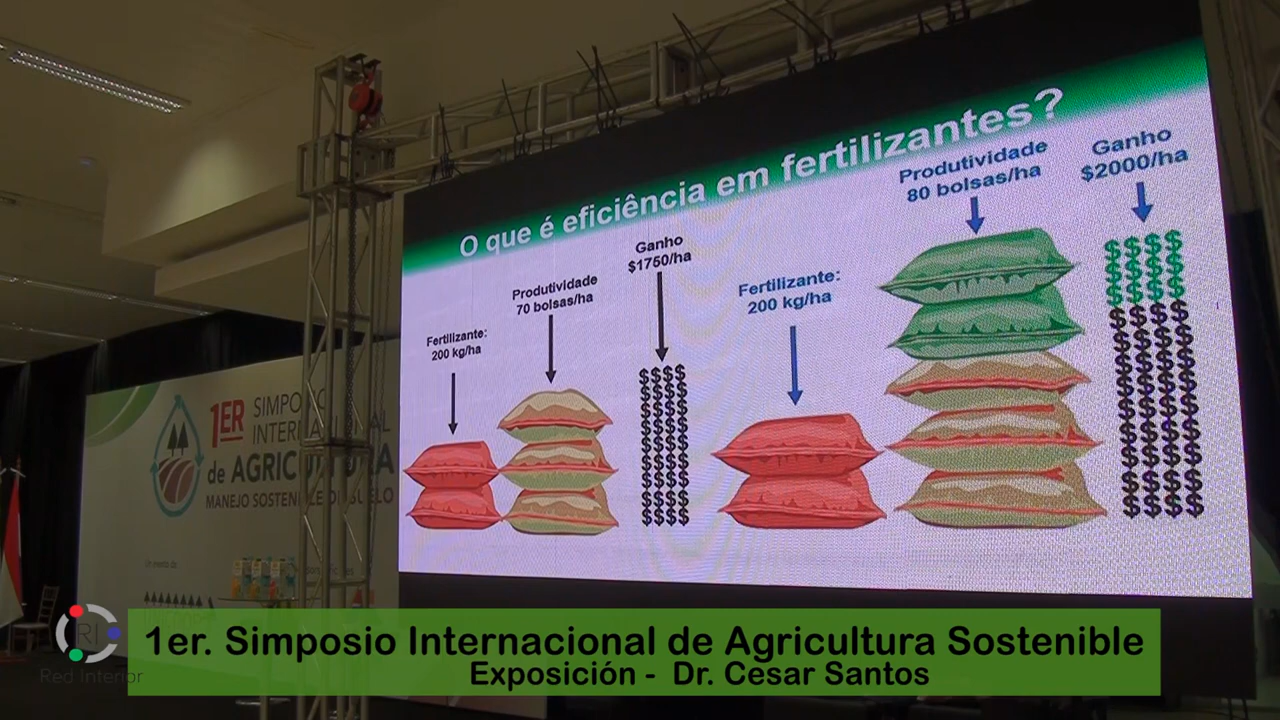 O que é eficiência em fertilizantes?
Fertilizante:
200 kg/ha
Produtividade
70 bolsas/ha
Ganho
$1750/ha
Fertilizante:
200 kg/ha
Produtividade
80 bolsas/ha
Ganho
$2000/ha
1ER
de
MANEJO
RI
Red Interior
1er. Simposio Internacional de Agricultura Sostenible
Exposición - Dr. Cesar Santos